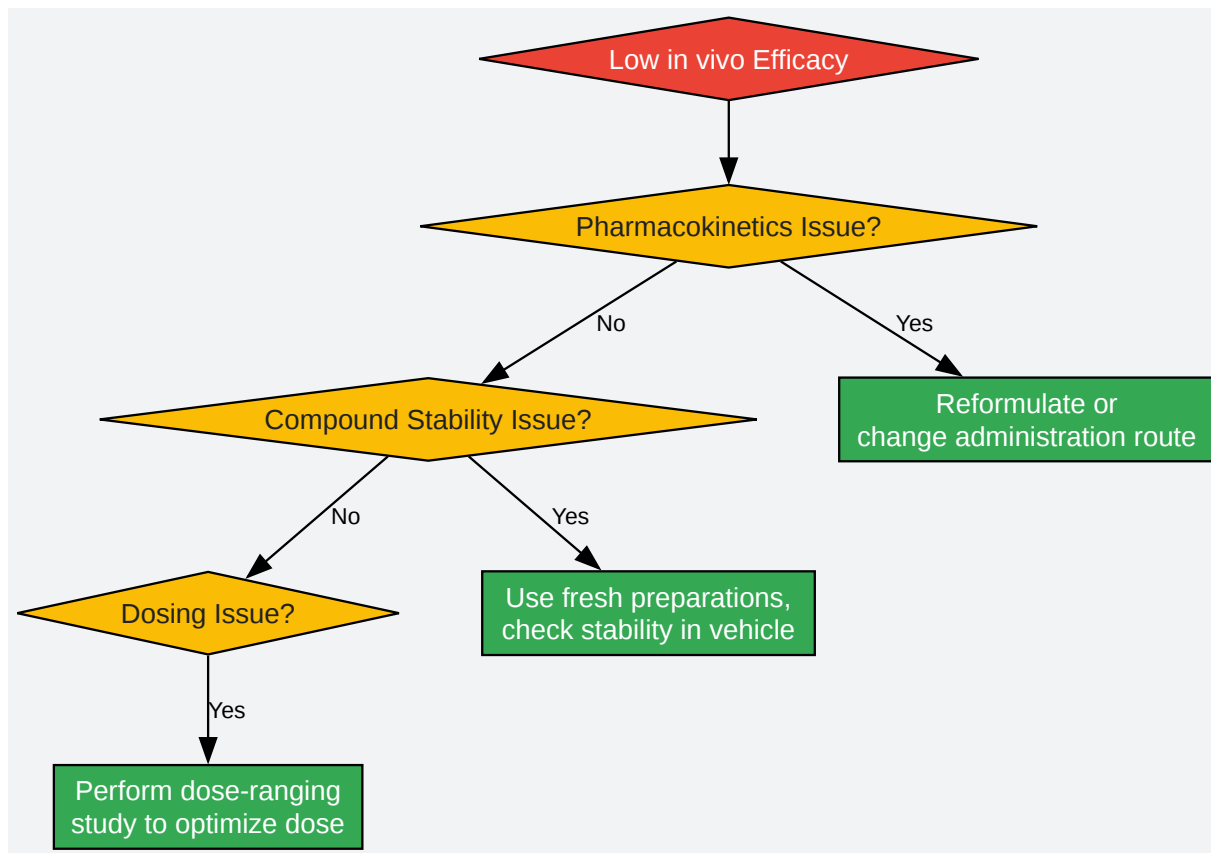 Low in vivo Efficacy
Pharmacokinetics Issue?
No
Yes
Compound Stability Issue?
Reformulate or
change administration route
No
Yes
Dosing Issue?
Use fresh preparations,
check stability in vehicle
Yes
Perform dose-ranging
study to optimize dose